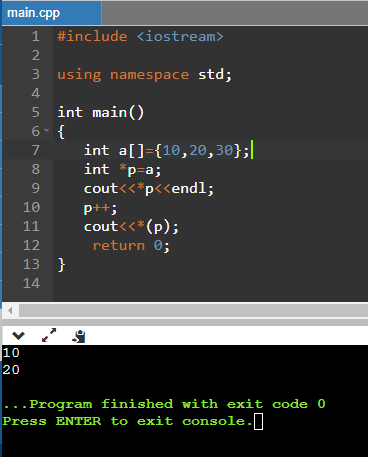 main.cpp
1 #include <iostream>
2
3 using namespace std;
4
5 int main()
6 {
7 int a[]={10,20,30};
8 int *p=a;
9 cout<<*p<<endl;
10 p++;
11 cout<<*(p);
12 return 0;
13 }
14
10
20
...Program finished with exit code 0
Press ENTER to exit console.